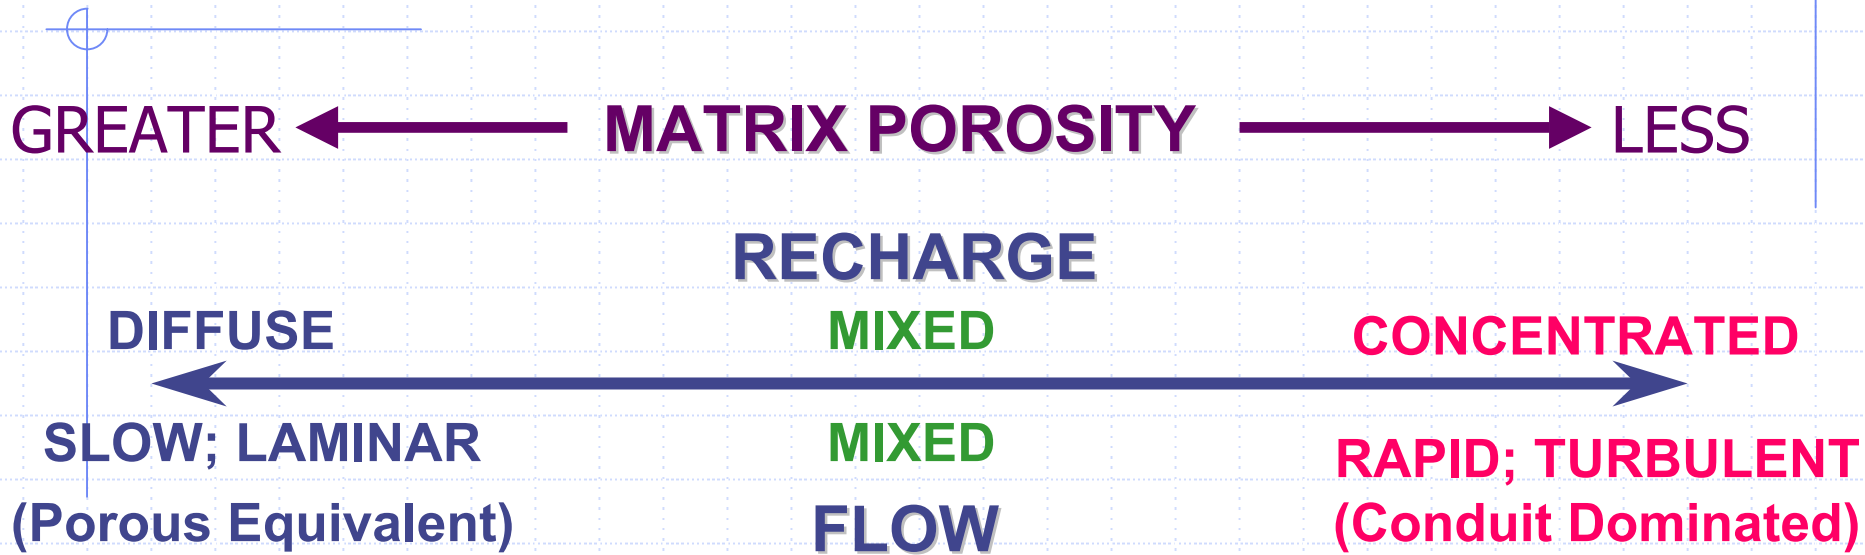 GREATER MATRIX POROSITY LESS
RECHARGE
DIFFUSE MIXED CONCENTRATED
SLOW; LAMINAR MIXED RAPID; TURBULENT
(Porous Equivalent) FLOW (Conduit Dominated)